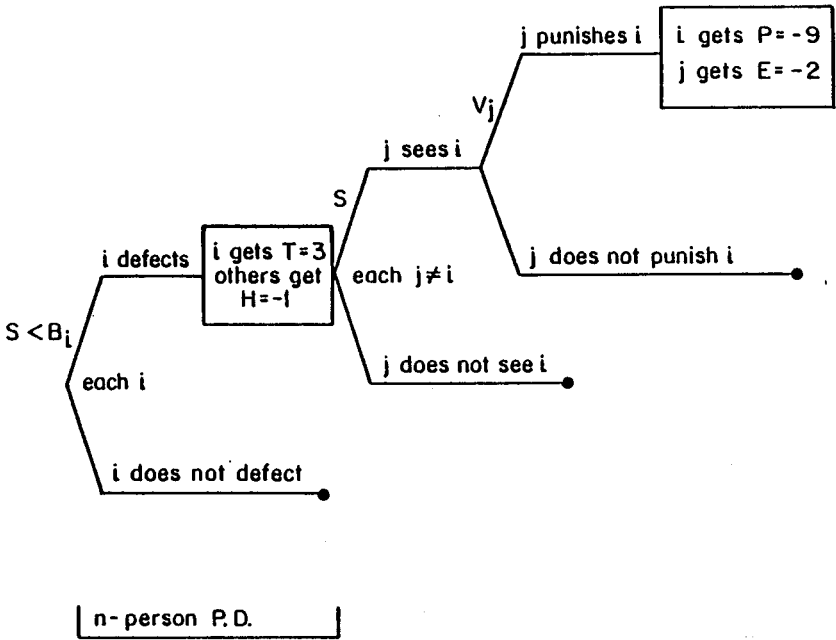 j punishes i
i gets P = -9
j gets E = -2
Vj
j sees i
S
i defects
i gets T = 3
others get
H = -1
each j ≠ i
j does not punish i
S < Bi
each i
j does not see i
i does not defect
n-person P.D.